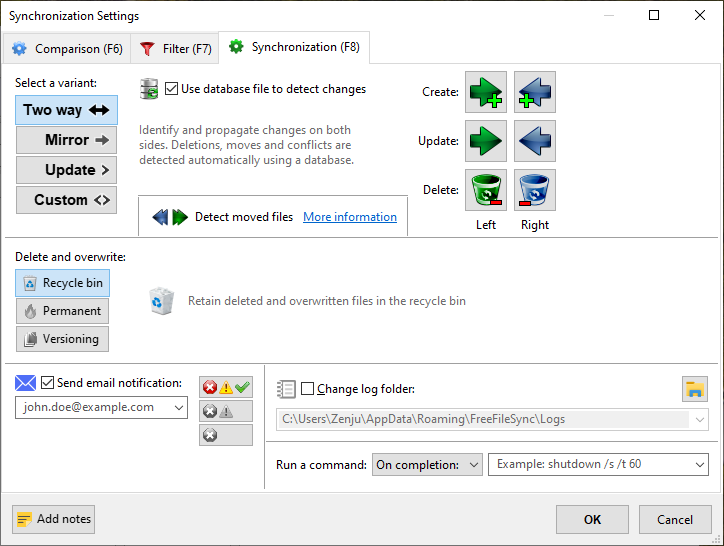 Synchronization Settings
Comparison (F6)
Filter (F7)
Synchronization (F8)
Select a variant:
Two way
Mirror
Update
Custom
Use database file to detect changes
Identify and propagate changes on both
sides. Deletions, moves and conflicts are
detected automatically using a database.
Detect moved files More information
Create:
Update:
Delete:
Left Right
Delete and overwrite:
Recycle bin
Permanent
Versioning
Retain deleted and overwritten files in the recycle bin
Send email notification:
john.doe@example.com
Change log folder:
C:\Users\Zenju\AppData\Roaming\FreeFileSync\Logs
Run a command: On completion: Example: shutdown /s /t 60
Add notes
OK
Cancel